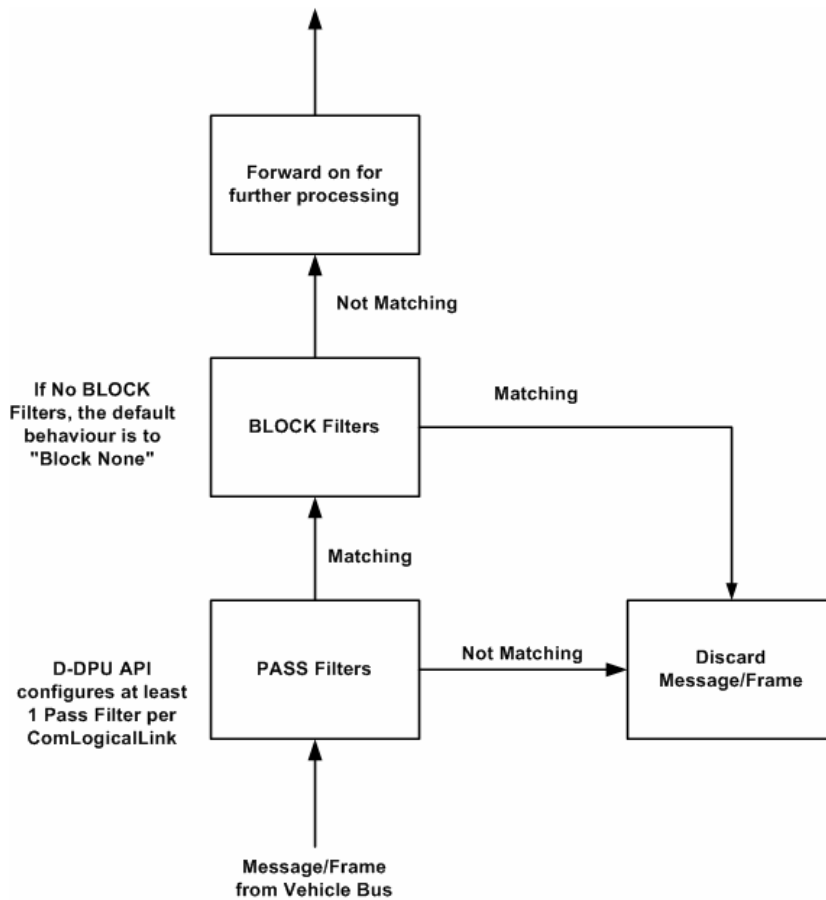 Forward on for
further processing
Not Matching
If No BLOCK
Filters, the default
behaviour is to
"Block None"
BLOCK Filters
Matching
Matching
D-DPU API
configures at least
1 Pass Filter per
ComLogicalLink
PASS Filters
Not Matching
Discard
Message/Frame
Message/Frame
from Vehicle Bus